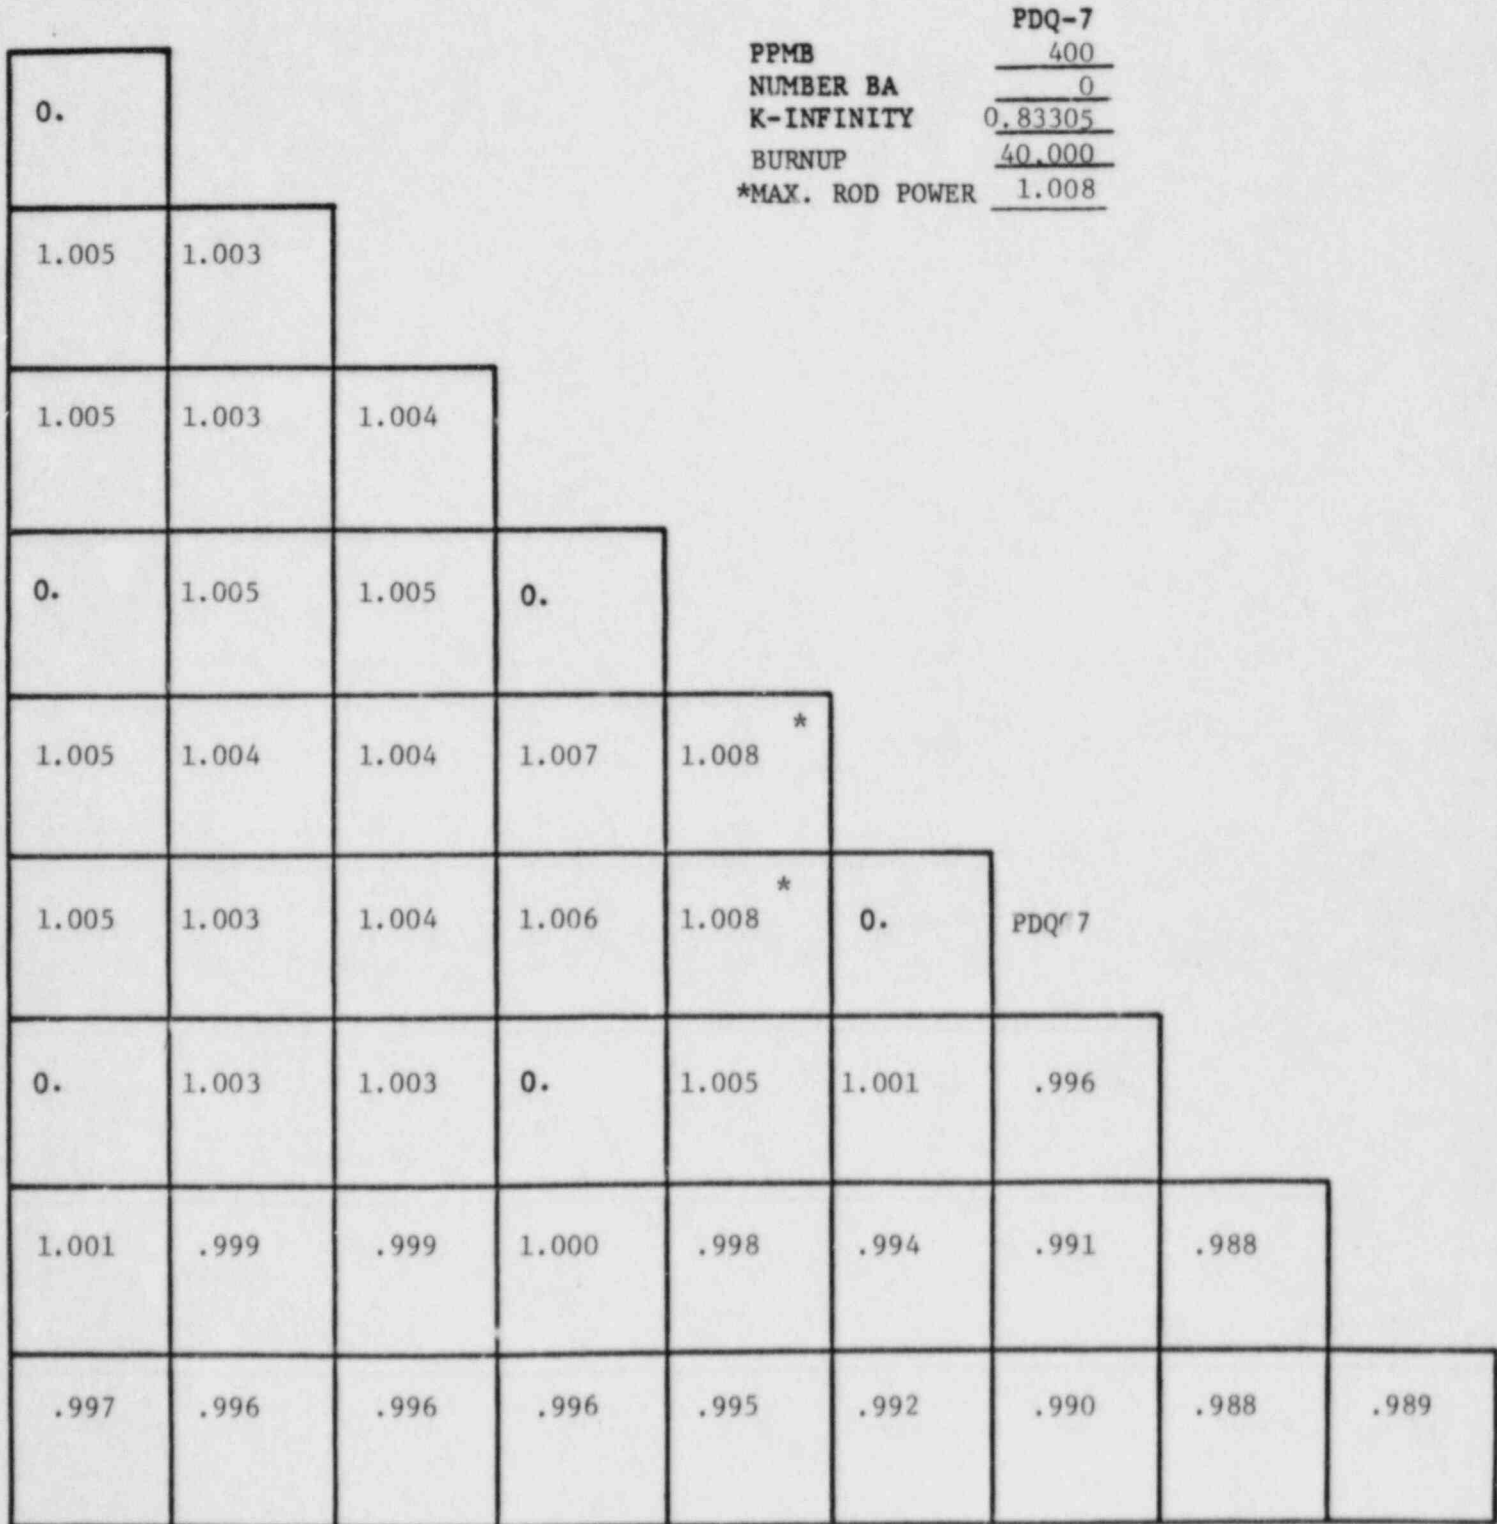 PDQ-7
PPMB 400
NUMBER BA 0
K-INFINITY 0.83305
BURNUP 40.000
*MAX. ROD POWER 1.008
0.
1.005 1.003
1.005 1.003 1.004
0. 1.005 1.005 0.
1.005 1.004 1.004 1.007 1.008 *
1.005 1.003 1.004 1.006 1.008 * 0. PDQ 7
0. 1.003 1.003 0. 1.005 1.001 .996
1.001 .999 .999 1.000 .998 .994 .991 .988
.997 .996 .996 .996 .995 .992 .990 .988 .989